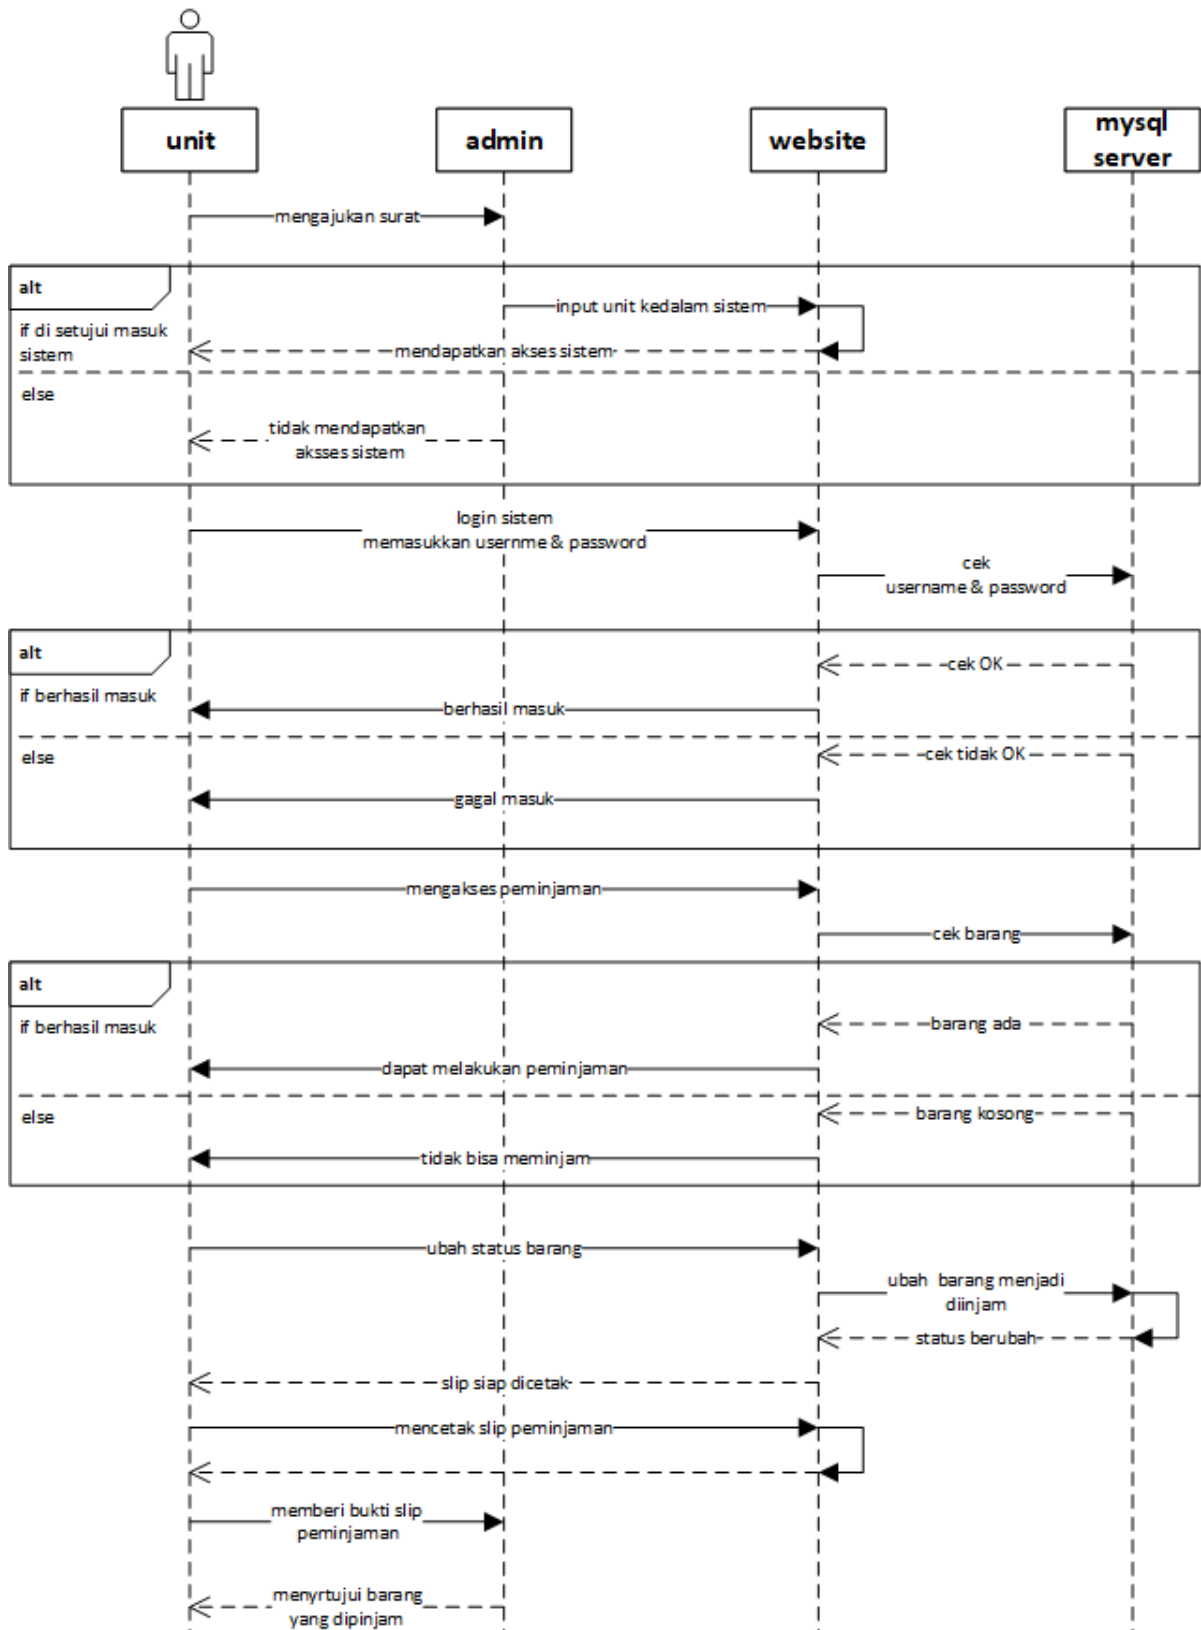 unit
admin
website
mysql
server
mengajukan surat
alt
if di setujui masuk
sistem
input unit kedalam sistem
mendapatkan akses sistem
else
tidak mendapatkan
aksses sistem
login sistem
memasukkan usernme & password
cek
username & password
alt
if berhasil masuk
cek OK
berhasil masuk
else
cek tidak OK
gagal masuk
mengakses peminjaman
cek barang
alt
if berhasil masuk
barang ada
dapat melakukan peminjaman
else
barang kosong
tidak bisa meminjam
ubah status barang
ubah barang menjadi
diinjam
status berubah
slip siap dicetak
mencetak slip peminjaman
memberi bukti slip
peminjaman
menyrtujui barang
yang dipinjam